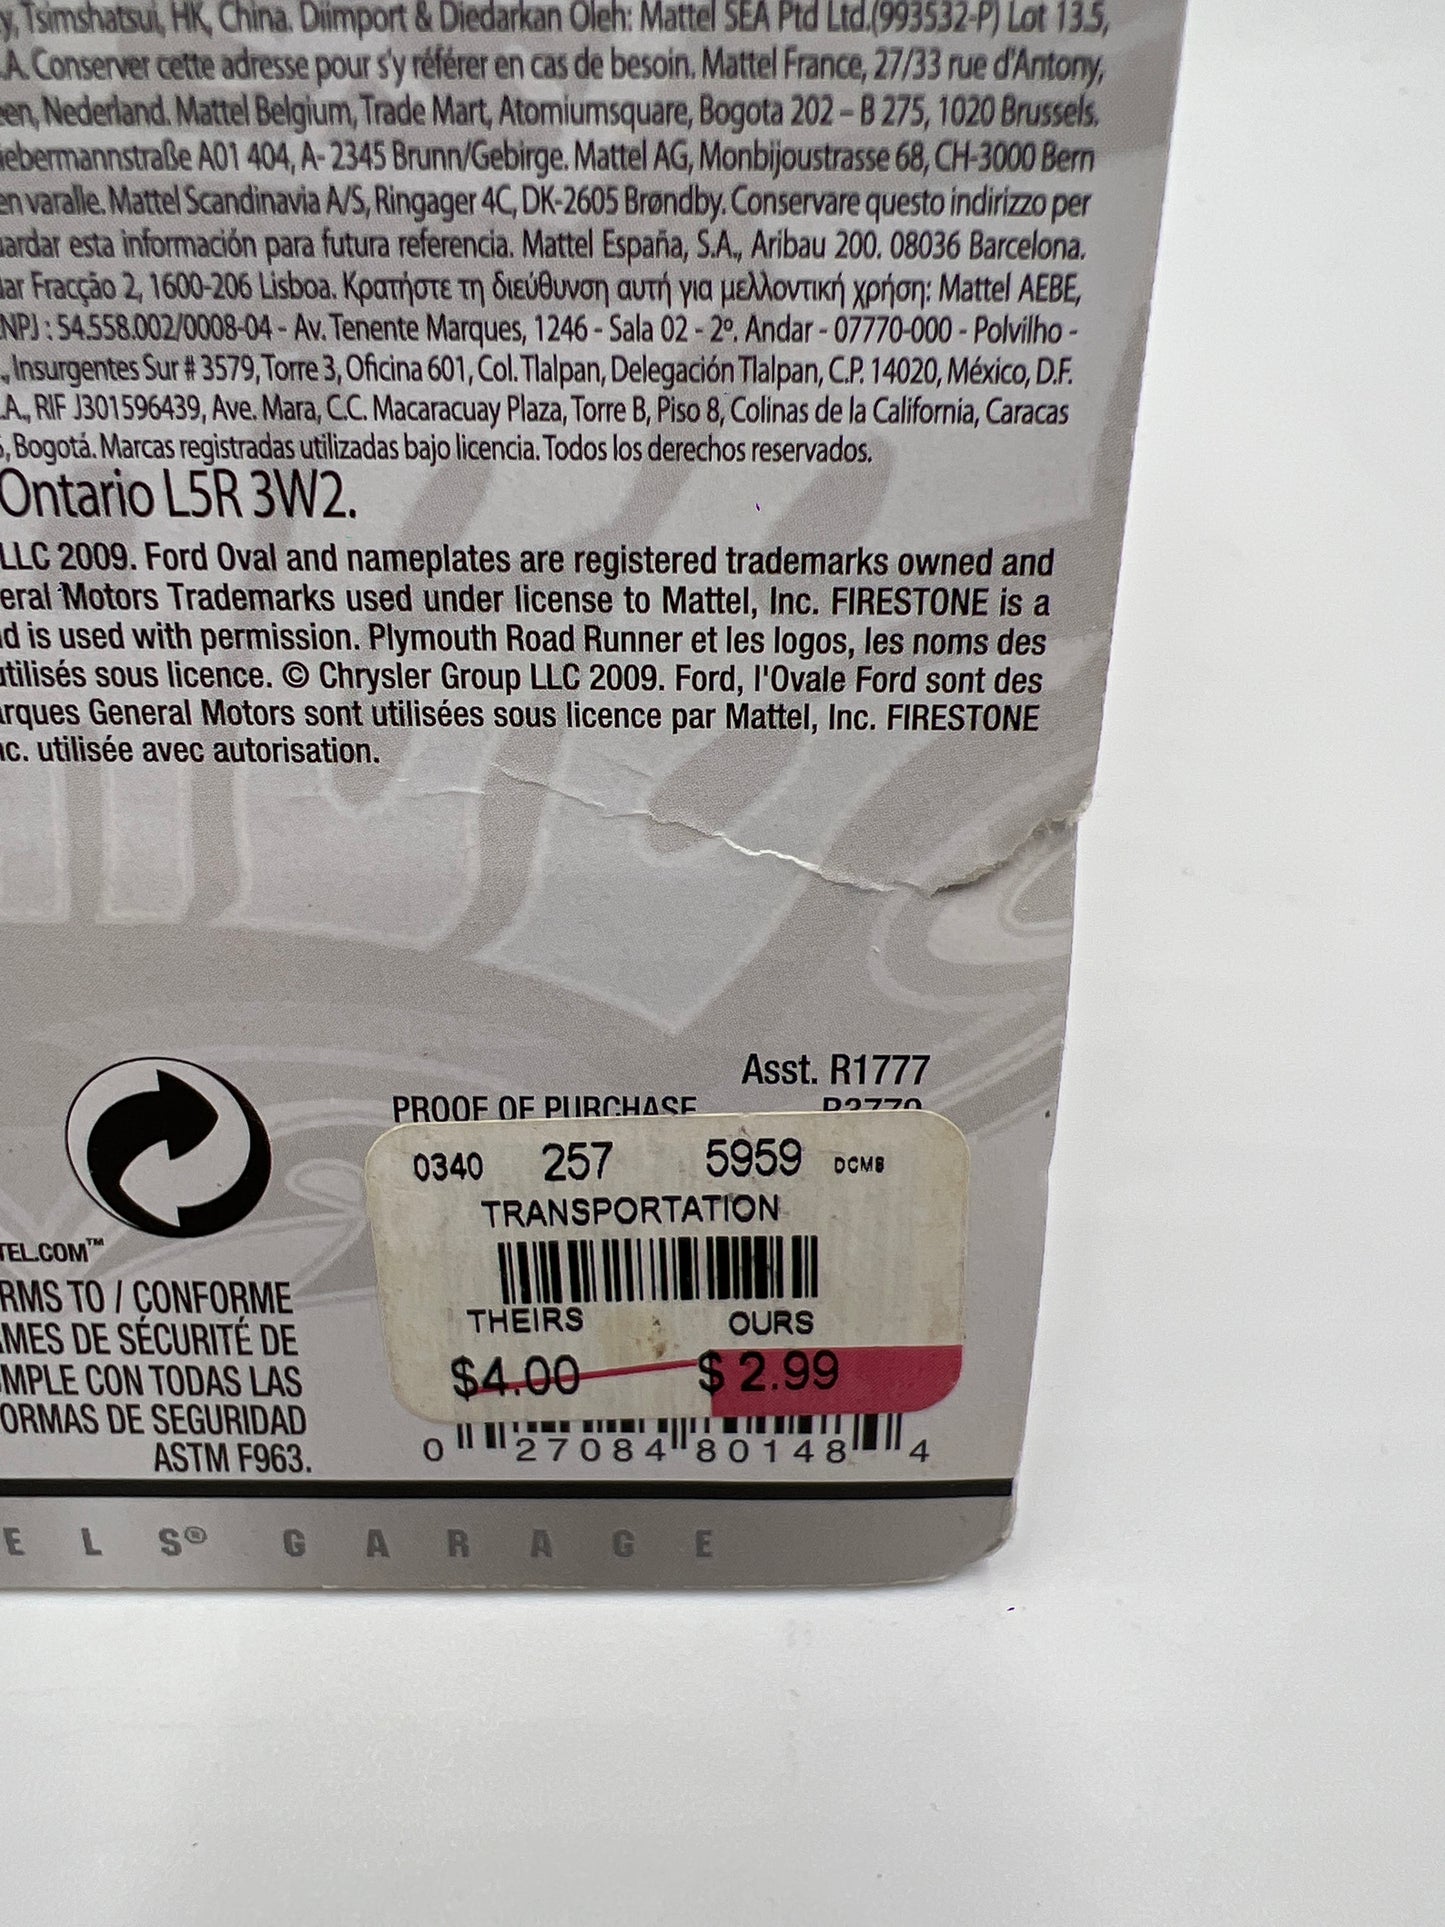 Tsimshatsui, HK, China. Diimport & Diedarkan Oleh: Mattel SEA Ptd Ltd.(993532-P) Lot 13.5,
.A. Conserver cette adresse pour s'y référer en cas de besoin. Mattel France, 27/33 rue d'Antony,
Nederland. Mattel Belgium, Trade Mart, Atomiumsquare, Bogota 202 – B 275, 1020 Brussels.
iebermannstraße A01 404, A- 2345 Brunn/Gebirge. Mattel AG, Monbijoustrasse 68, CH-3000 Bern
en varalle. Mattel Scandinavia A/S, Ringager 4C, DK-2605 Brøndby. Conservare questo indirizzo per
uardar esta información para futura referencia. Mattel España, S.A., Aribau 200. 08036 Barcelona.
lar Fracção 2, 1600-206 Lisboa. Κρατήστε τη διεύθυνση αυτή για μελλοντική χρήση: Mattel AEBE,
NPJ : 54.558.002/0008-04 - Av. Tenente Marques, 1246 - Sala 02 - 2º. Andar - 07770-000 - Polvilho -
., Insurgentes Sur # 3579, Torre 3, Oficina 601, Col. Tlalpan, Delegación Tlalpan, C.P. 14020, México, D.F.
.A., RIF J301596439, Ave. Mara, C.C. Macaracuay Plaza, Torre B, Piso 8, Colinas de la California, Caracas
, Bogotá. Marcas registradas utilizadas bajo licencia. Todos los derechos reservados.
Ontario L5R 3W2.
LLC 2009. Ford Oval and nameplates are registered trademarks owned and
eral Motors Trademarks used under license to Mattel, Inc. FIRESTONE is a
d is used with permission. Plymouth Road Runner et les logos, les noms des
utilisés sous licence. © Chrysler Group LLC 2009. Ford, l'Ovale Ford sont des
arques General Motors sont utilisées sous licence par Mattel, Inc. FIRESTONE
nc. utilisée avec autorisation.
Asst. R1777
PROOF OF PURCHASE
0340 257 5959 DCM8
TRANSPORTATION
THEIRS OURS
$4.00 $ 2.99
0 27084 80148 4
TEL.COM™
RMS TO / CONFORME
MES DE SÉCURITÉ DE
MPLE CON TODAS LAS
ORMAS DE SEGURIDAD
ASTM F963.
ELS® GARAGE